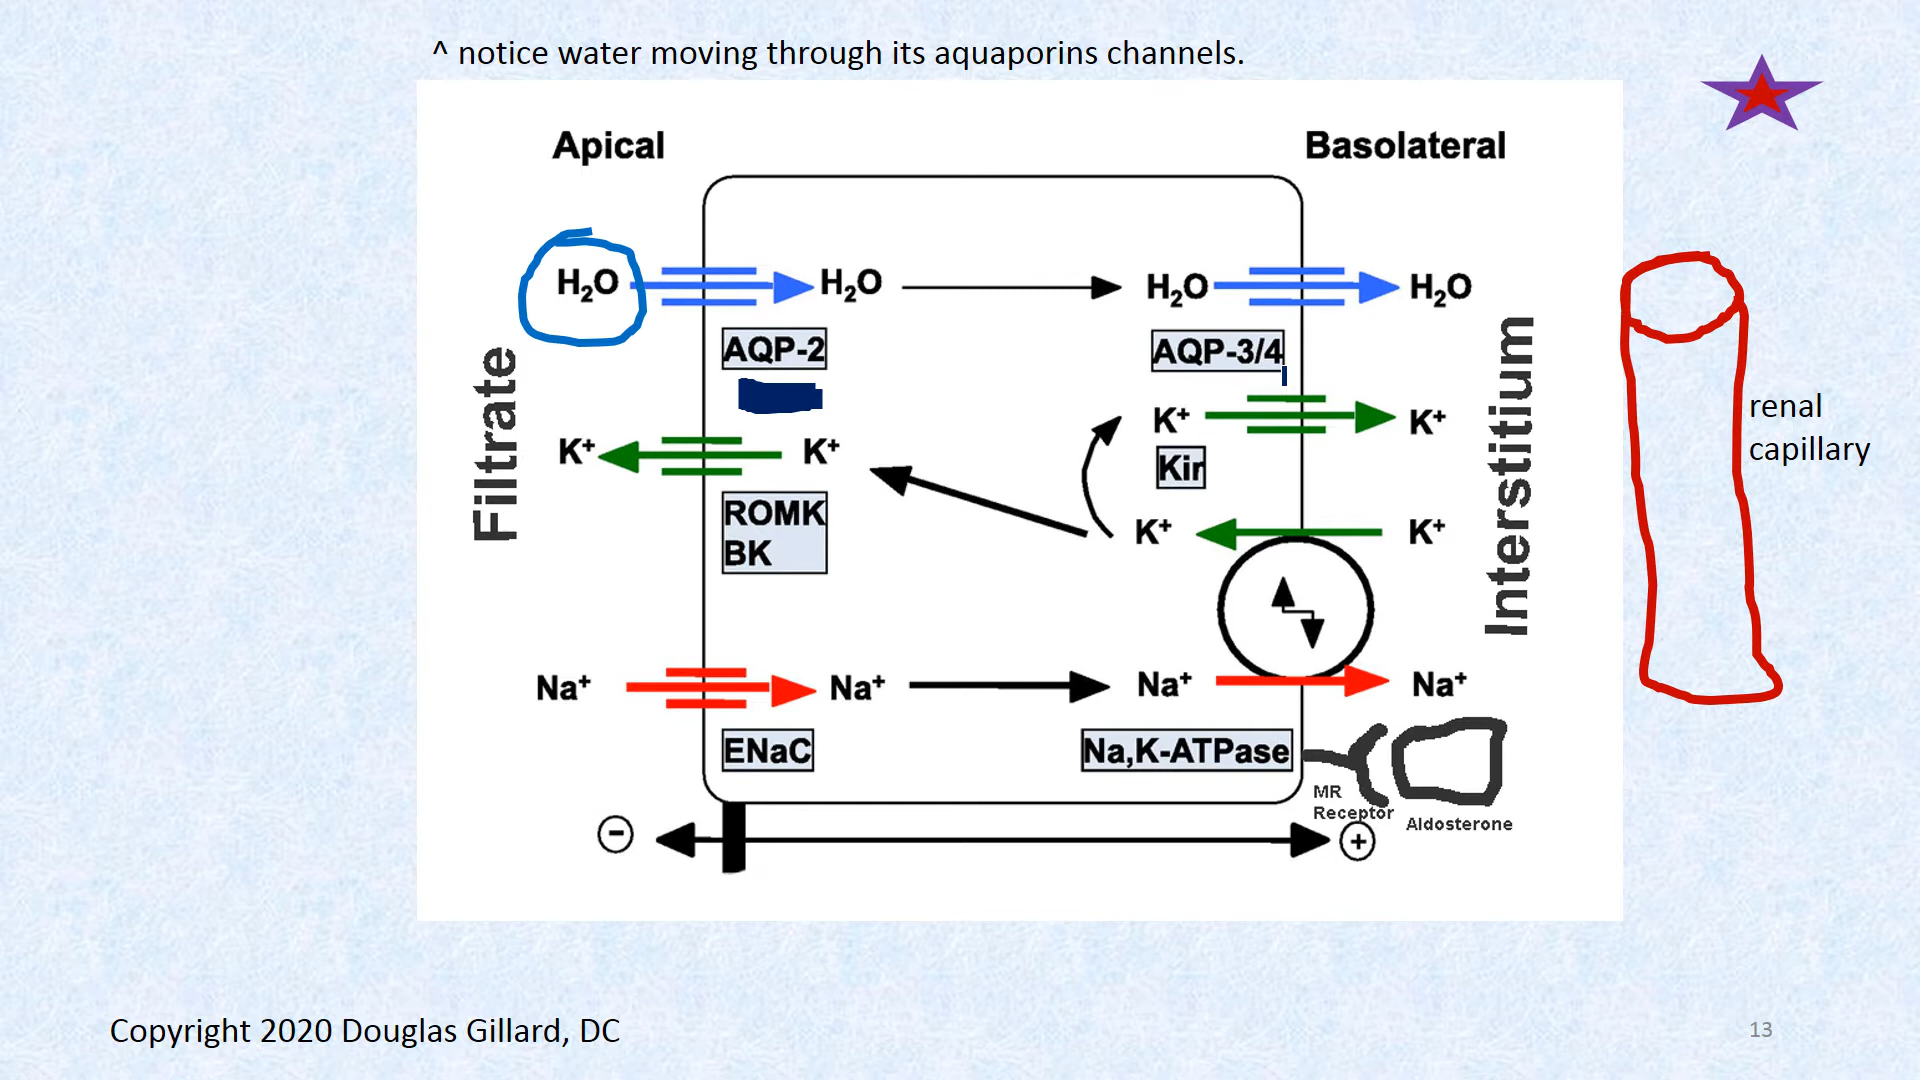 ^ notice water moving through its aquaporins channels.
Apical
Basolateral
H₂O
H₂O
H₂O
H₂O
AQP-2
AQP-3/4
K⁺
K⁺
K⁺
K⁺
Kir
ROMK
BK
K⁺
K⁺
Filtrate
Interstitium
renal
capillary
Na⁺
Na⁺
Na⁺
Na⁺
ENaC
Na,K-ATPase
MR
Receptor
Aldosterone
−
+
Copyright 2020 Douglas Gillard, DC
13